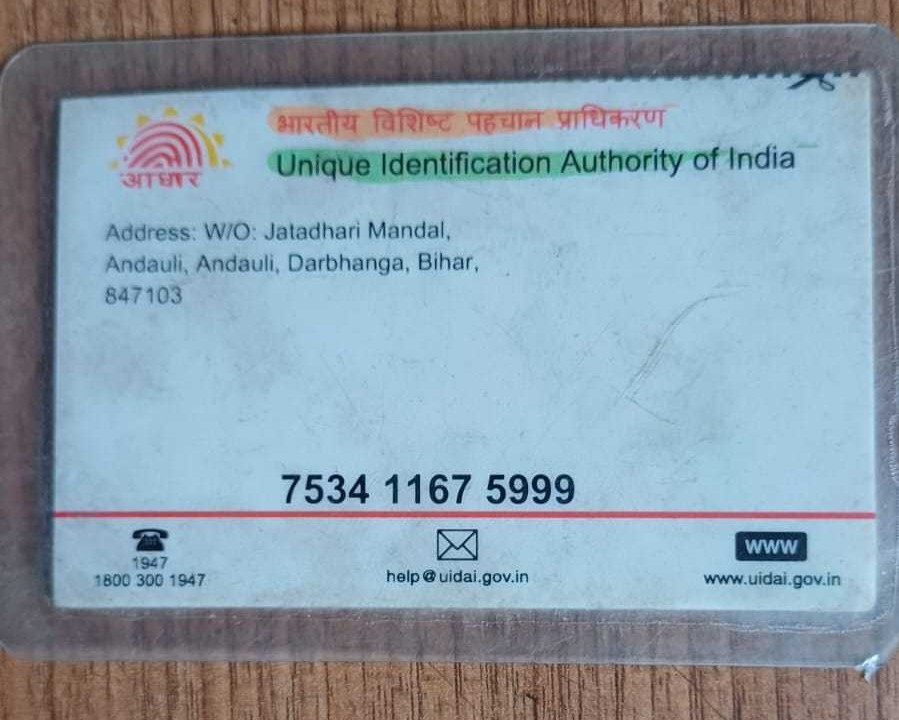 भारतीय विशिष्ट पहचान प्राधिकरण
Unique Identification Authority of India
आधार
Address: W/O: Jatadhari Mandal,
Andauli, Andauli, Darbhanga, Bihar,
847103
7534 1167 5999
1947
1800 300 1947
help@uidai.gov.in
www
www.uidai.gov.in